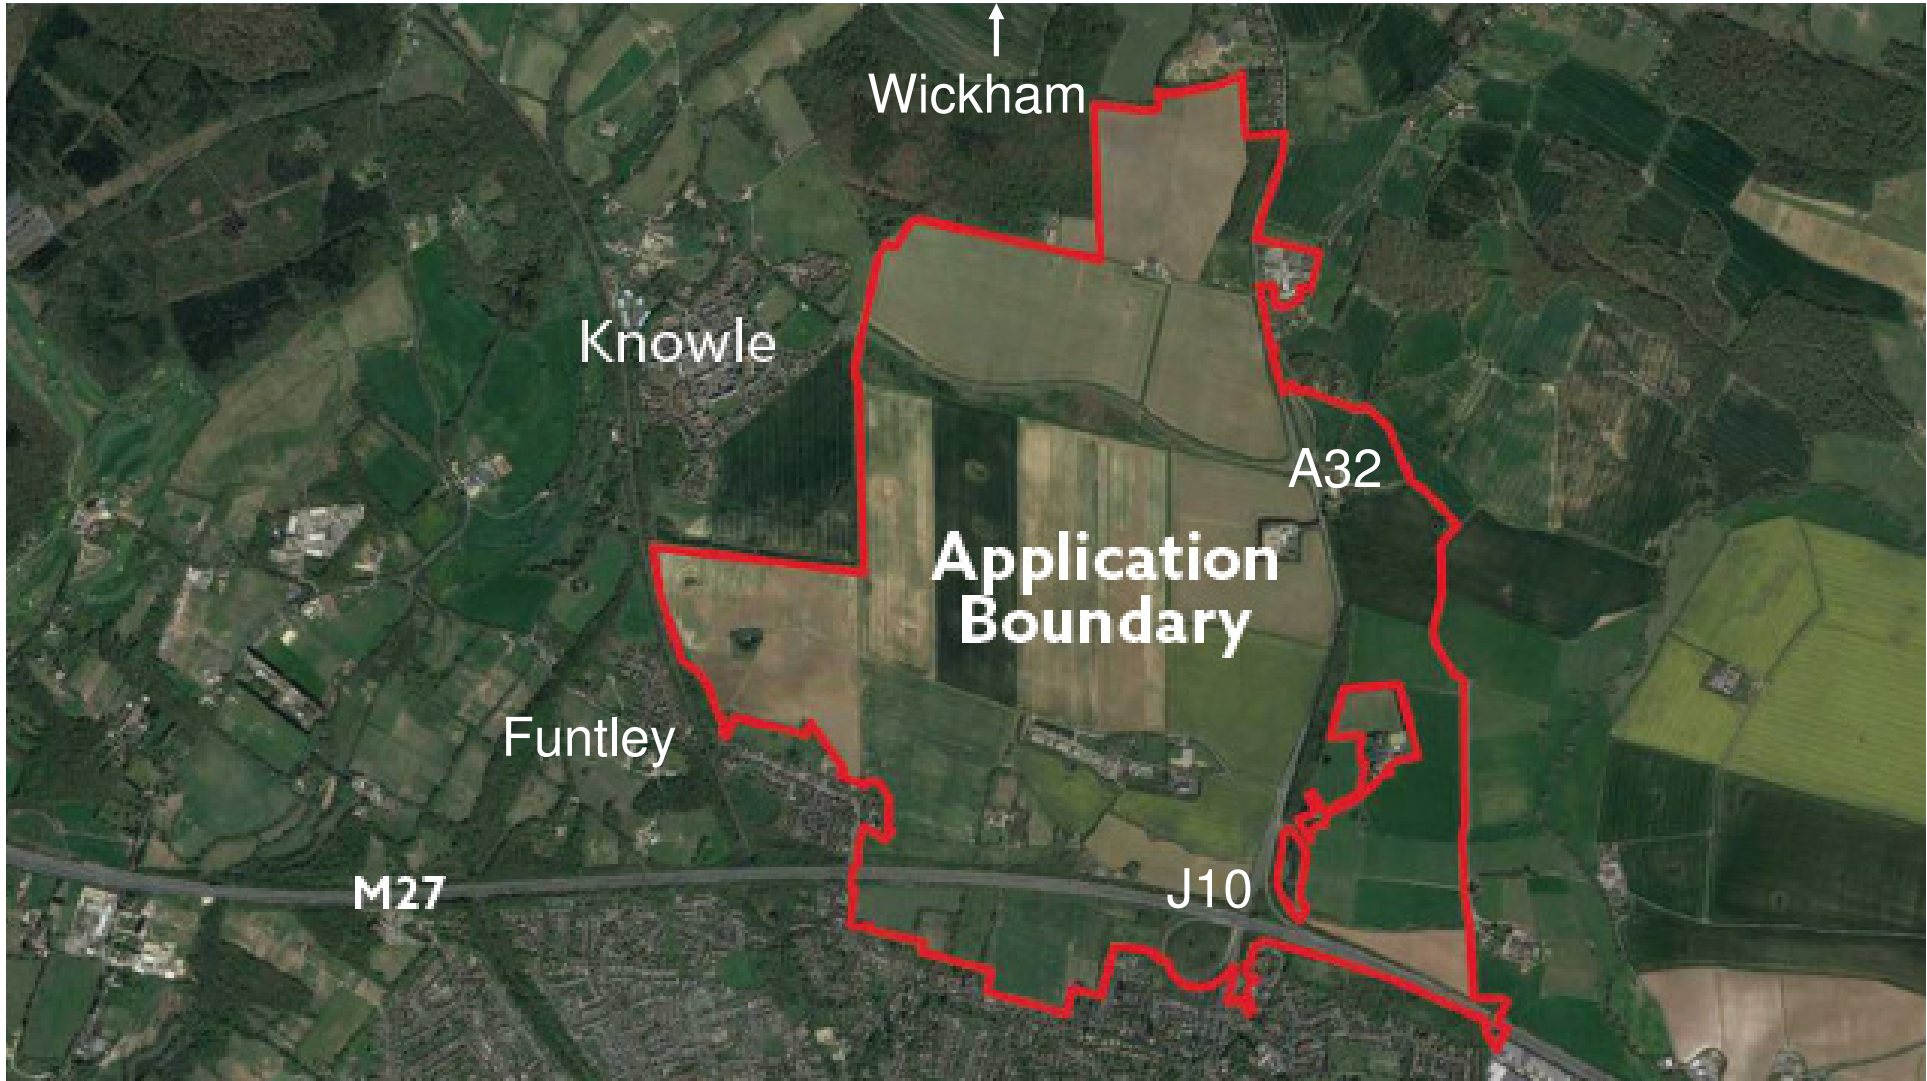 Wickham
Knowle
A32
Application
Boundary
Funtley
J10
M27